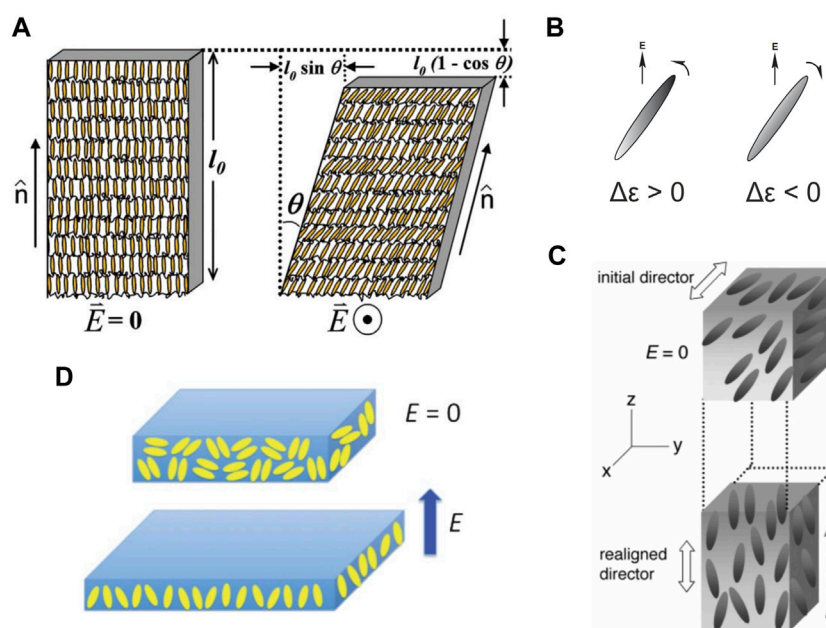 A
l₀ sin θ
l₀ (1 - cos θ)
l₀
n̂
θ
n̂
E⃗ = 0
E⃗ ⊙
B
E
E
Δε > 0
Δε < 0
C
initial director
E = 0
z
y
x
realigned
director
D
E = 0
E